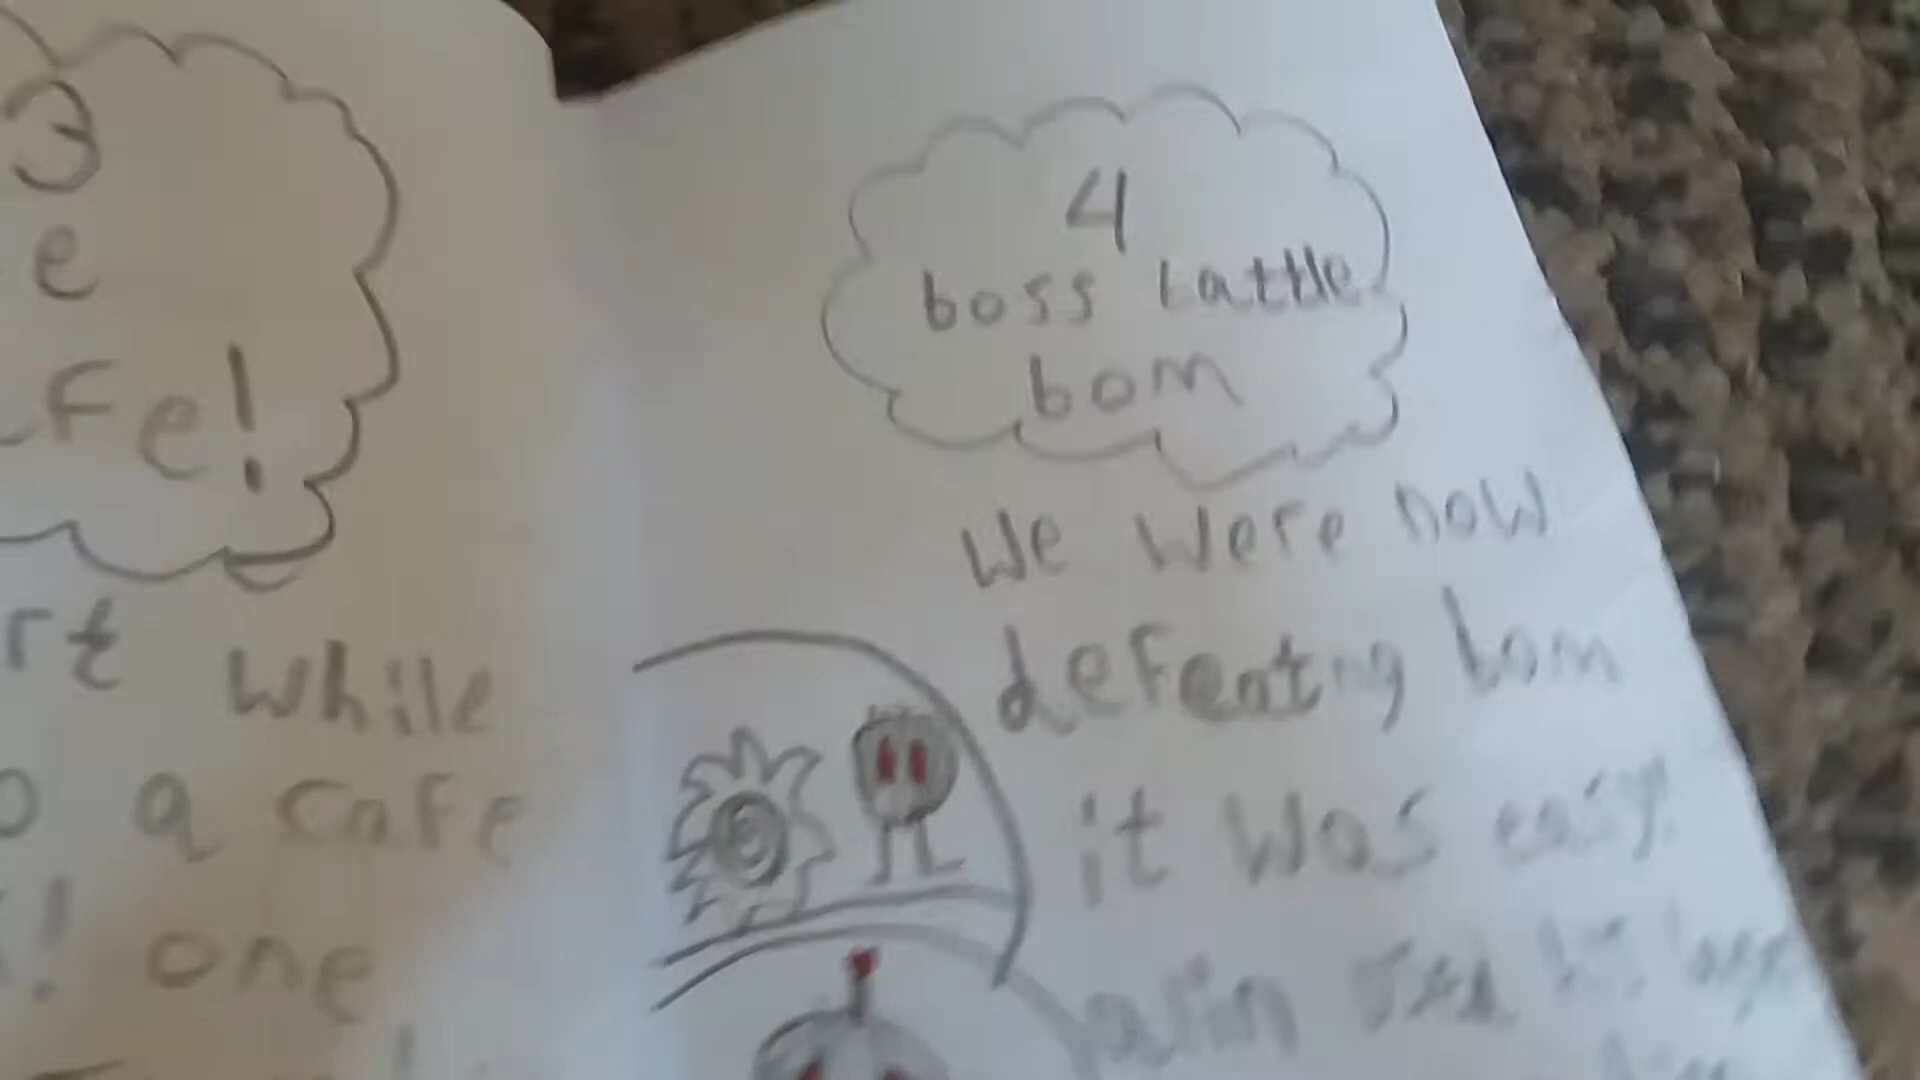 3
e
fe!
rt while
a cafe
! one
4
boss battle
bom
We were now
defeating bom
it was easy